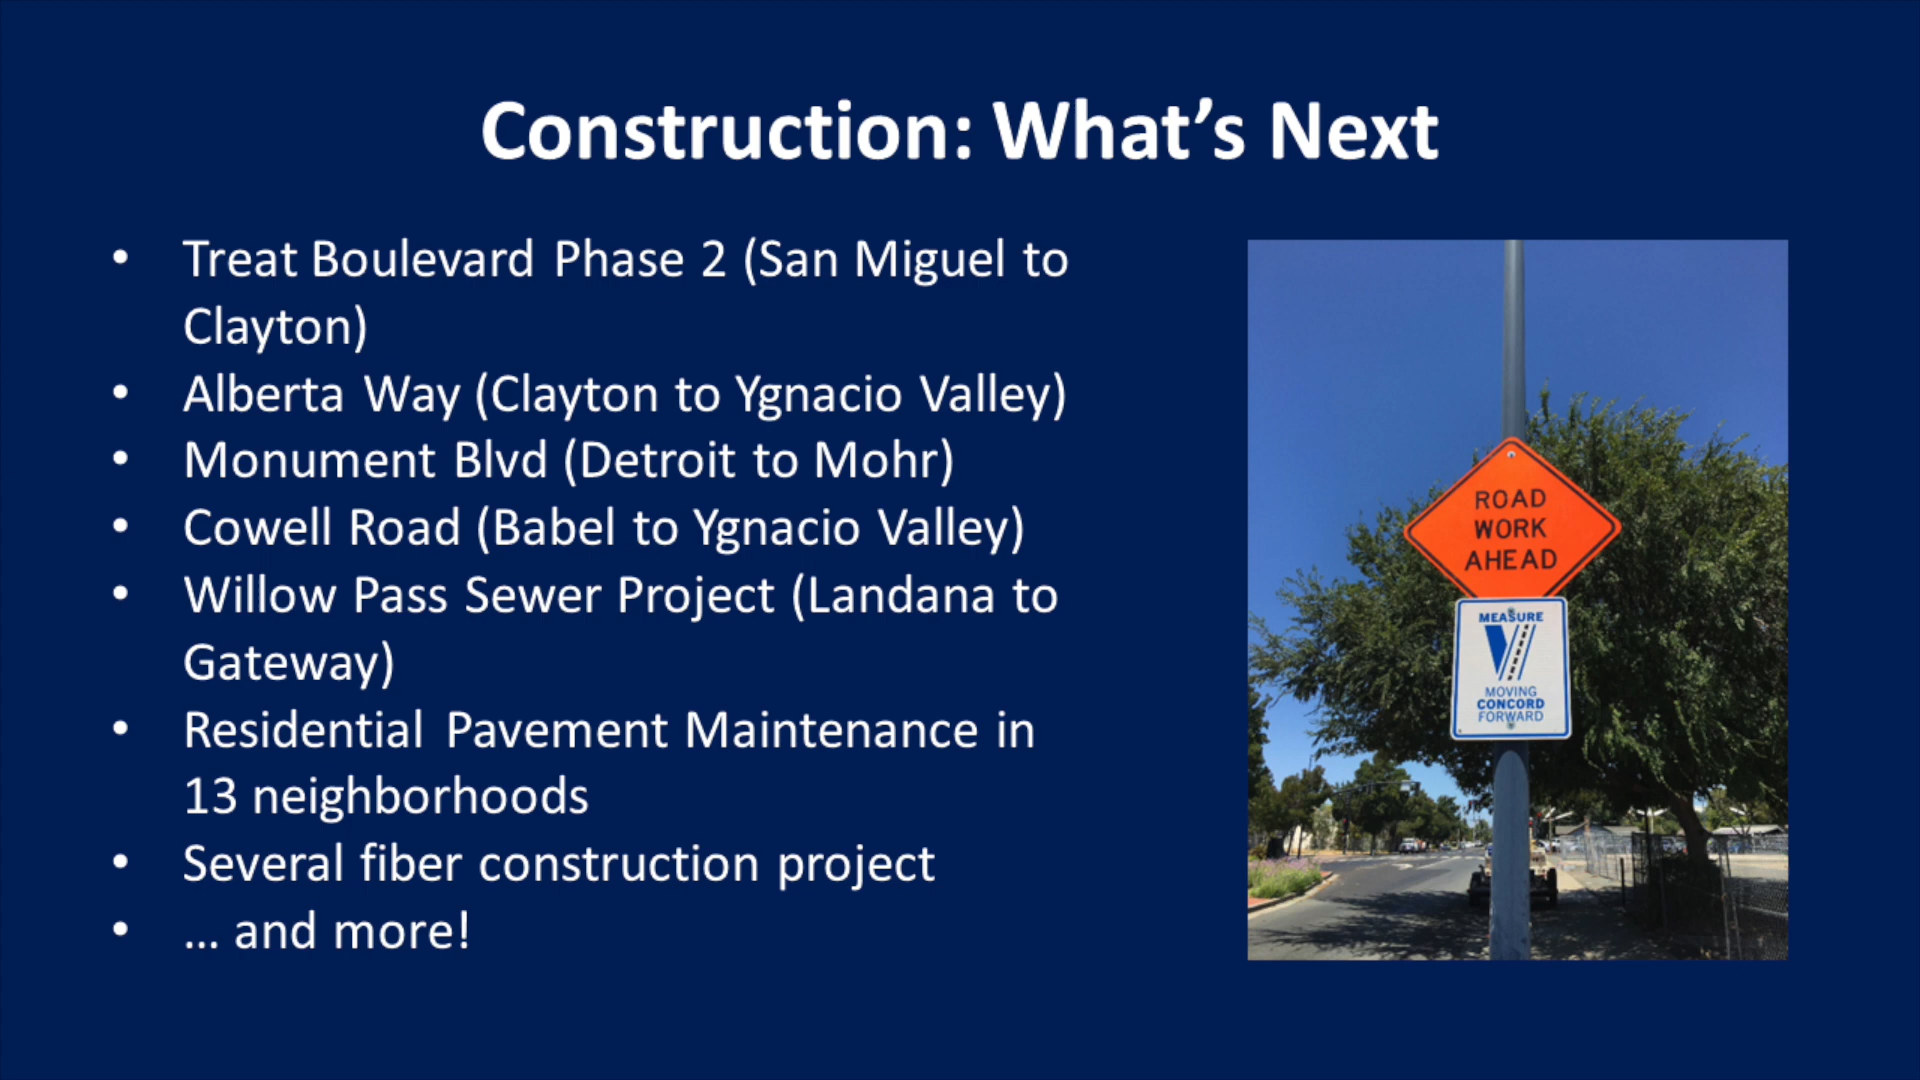 Construction: What’s Next
• Treat Boulevard Phase 2 (San Miguel to
Clayton)
• Alberta Way (Clayton to Ygnacio Valley)
• Monument Blvd (Detroit to Mohr)
• Cowell Road (Babel to Ygnacio Valley)
• Willow Pass Sewer Project (Landana to
Gateway)
• Residential Pavement Maintenance in
13 neighborhoods
• Several fiber construction project
• ... and more!
ROAD
WORK
AHEAD
MEASURE
V
MOVING
CONCORD
FORWARD